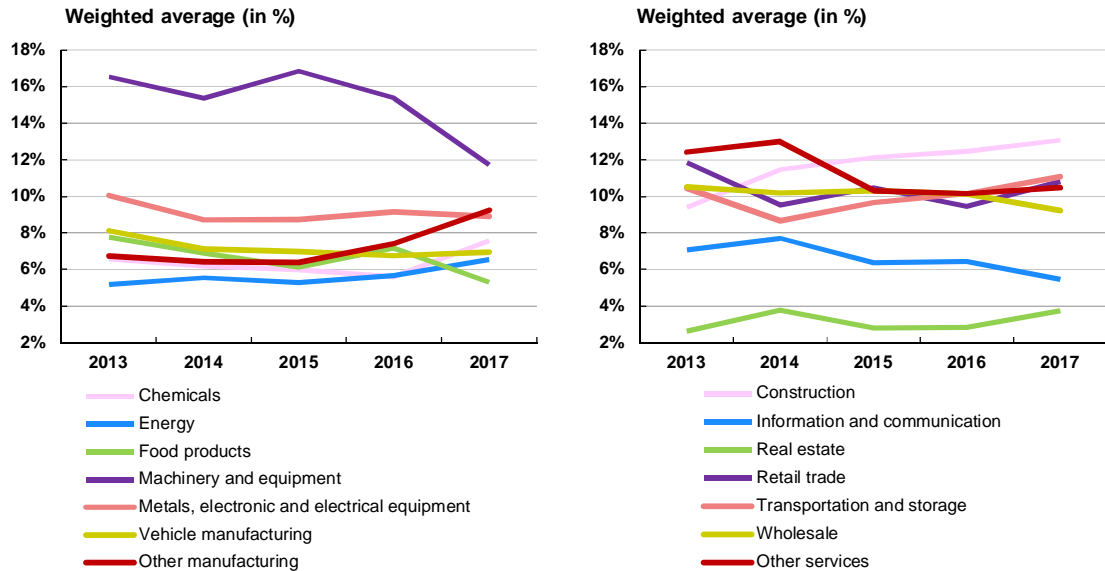 Weighted average (in %)
18%
16%
14%
12%
10%
8%
6%
4%
2%
2013 2014 2015 2016 2017
Chemicals
Energy
Food products
Machinery and equipment
Metals, electronic and electrical equipment
Vehicle manufacturing
Other manufacturing
Weighted average (in %)
18%
16%
14%
12%
10%
8%
6%
4%
2%
2013 2014 2015 2016 2017
Construction
Information and communication
Real estate
Retail trade
Transportation and storage
Wholesale
Other services